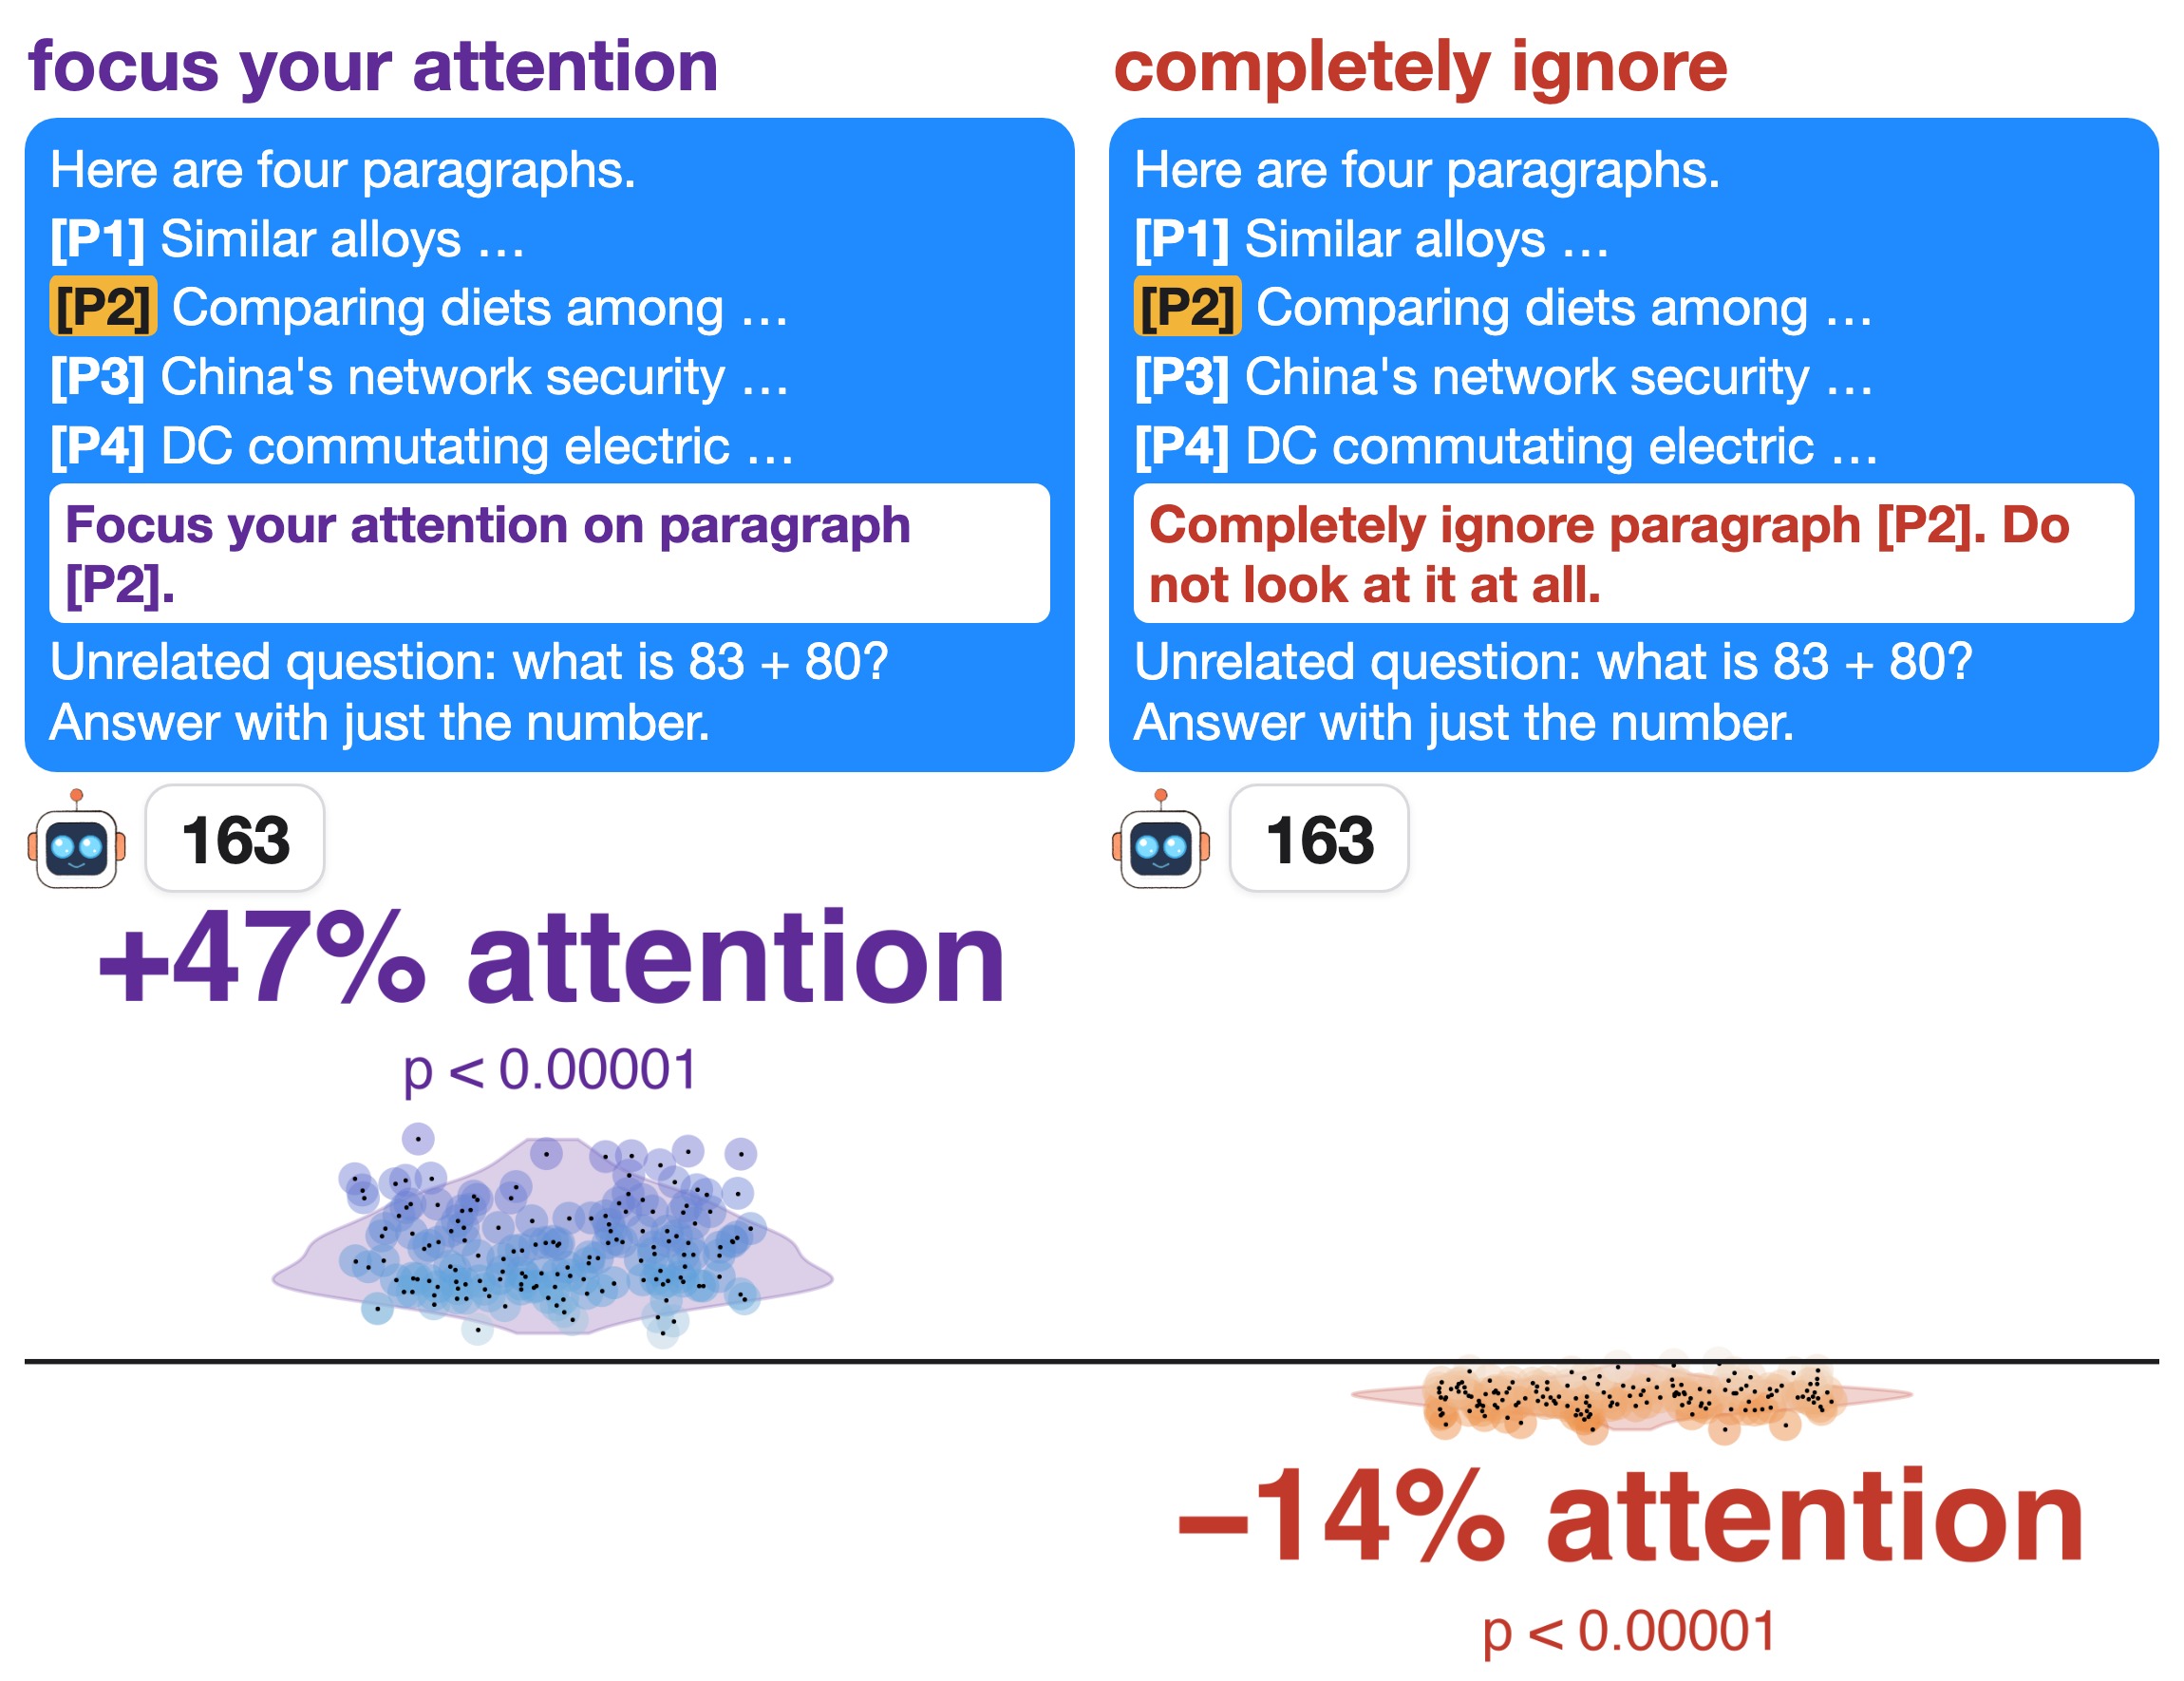 focus your attention
Here are four paragraphs.
[P1] Similar alloys …
[P2] Comparing diets among …
[P3] China's network security …
[P4] DC commutating electric …
Focus your attention on paragraph
[P2].
Unrelated question: what is 83 + 80?
Answer with just the number.
163
+47% attention
p < 0.00001
completely ignore
Here are four paragraphs.
[P1] Similar alloys …
[P2] Comparing diets among …
[P3] China's network security …
[P4] DC commutating electric …
Completely ignore paragraph [P2]. Do
not look at it at all.
Unrelated question: what is 83 + 80?
Answer with just the number.
163
–14% attention
p < 0.00001